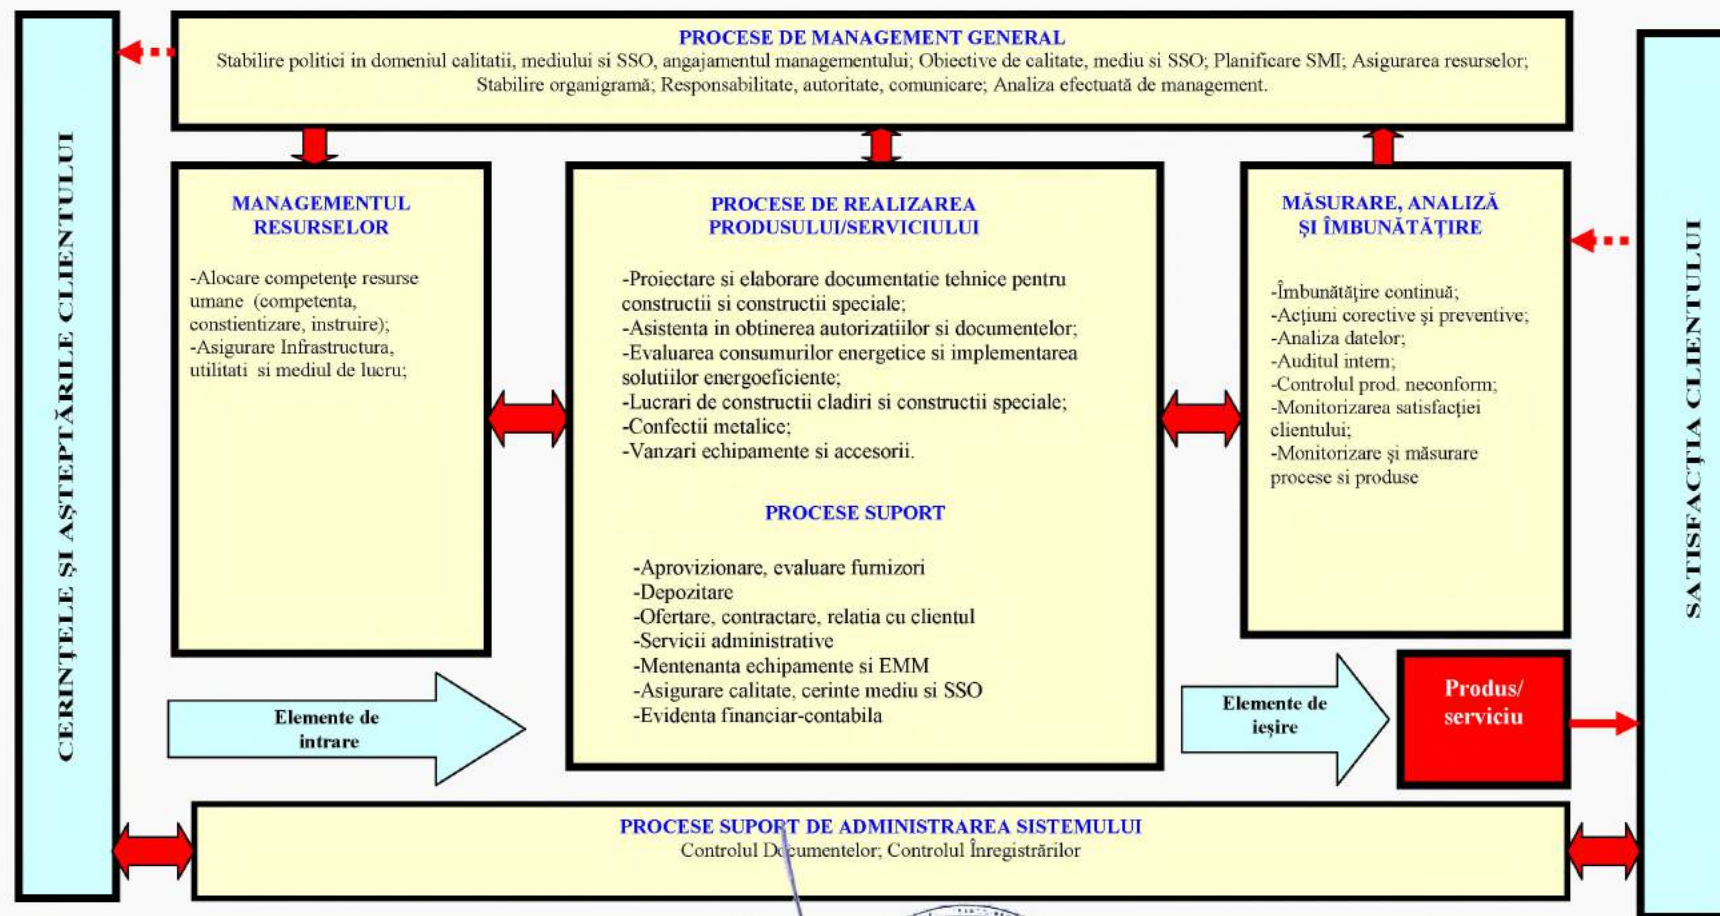 CERINȚELE ȘI AȘTEPTĂRILE CLIENTULUI
PROCESE DE MANAGEMENT GENERAL
Stabilire politici in domeniul calitatii, mediului si SSO, angajamentul managementului; Obiective de calitate, mediu si SSO; Planificare SMI; Asigurarea resurselor;
Stabilire organigramă; Responsabilitate, autoritate, comunicare; Analiza efectuată de management.
MANAGEMENTUL
RESURSELOR
-Alocare competențe resurse
umane (competenta,
constientizare, instruire);
-Asigurare Infrastructura,
utilitati si mediul de lucru;
PROCESE DE REALIZAREA
PRODUSULUI/SERVICIULUI
-Proiectare si elaborare documentatie tehnice pentru
constructii si constructii speciale;
-Asistenta in obtinerea autorizatiilor si documentelor;
-Evaluarea consumurilor energetice si implementarea
solutiilor energoeficiente;
-Lucrari de constructii cladiri si constructii speciale;
-Confectii metalice;
-Vanzari echipamente si accesorii.
PROCESE SUPORT
-Aprovizionare, evaluare furnizori
-Depozitare
-Ofertare, contractare, relatia cu clientul
-Servicii administrative
-Mentenanta echipamente si EMM
-Asigurare calitate, cerinte mediu si SSO
-Evidenta financiar-contabila
MĂSURARE, ANALIZĂ
ȘI ÎMBUNĂTĂȚIRE
-Îmbunătățire continuă;
-Acțiuni corective și preventive;
-Analiza datelor;
-Auditul intern;
-Controlul prod. neconform;
-Monitorizarea satisfacției
clientului;
-Monitorizare și măsurare
procese si produse
Elemente de
intrare
Elemente de
ieșire
Produs/
serviciu
PROCESE SUPORT DE ADMINISTRAREA SISTEMULUI
Controlul Documentelor; Controlul Înregistrărilor
SATISFACȚIA CLIENTULUI